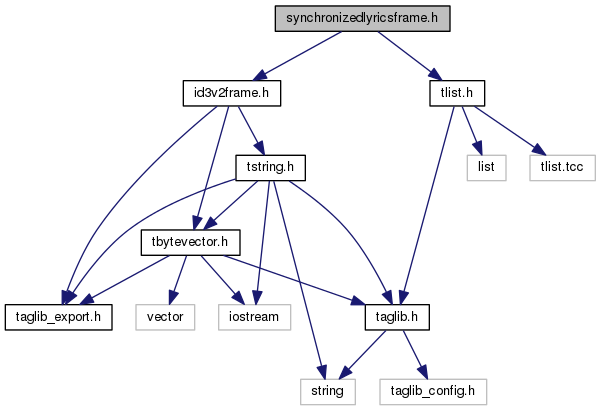 synchronizedlyricsframe.h
id3v2frame.h
tlist.h
tstring.h
list
tlist.tcc
tbytevector.h
taglib_export.h
vector
iostream
taglib.h
string
taglib_config.h